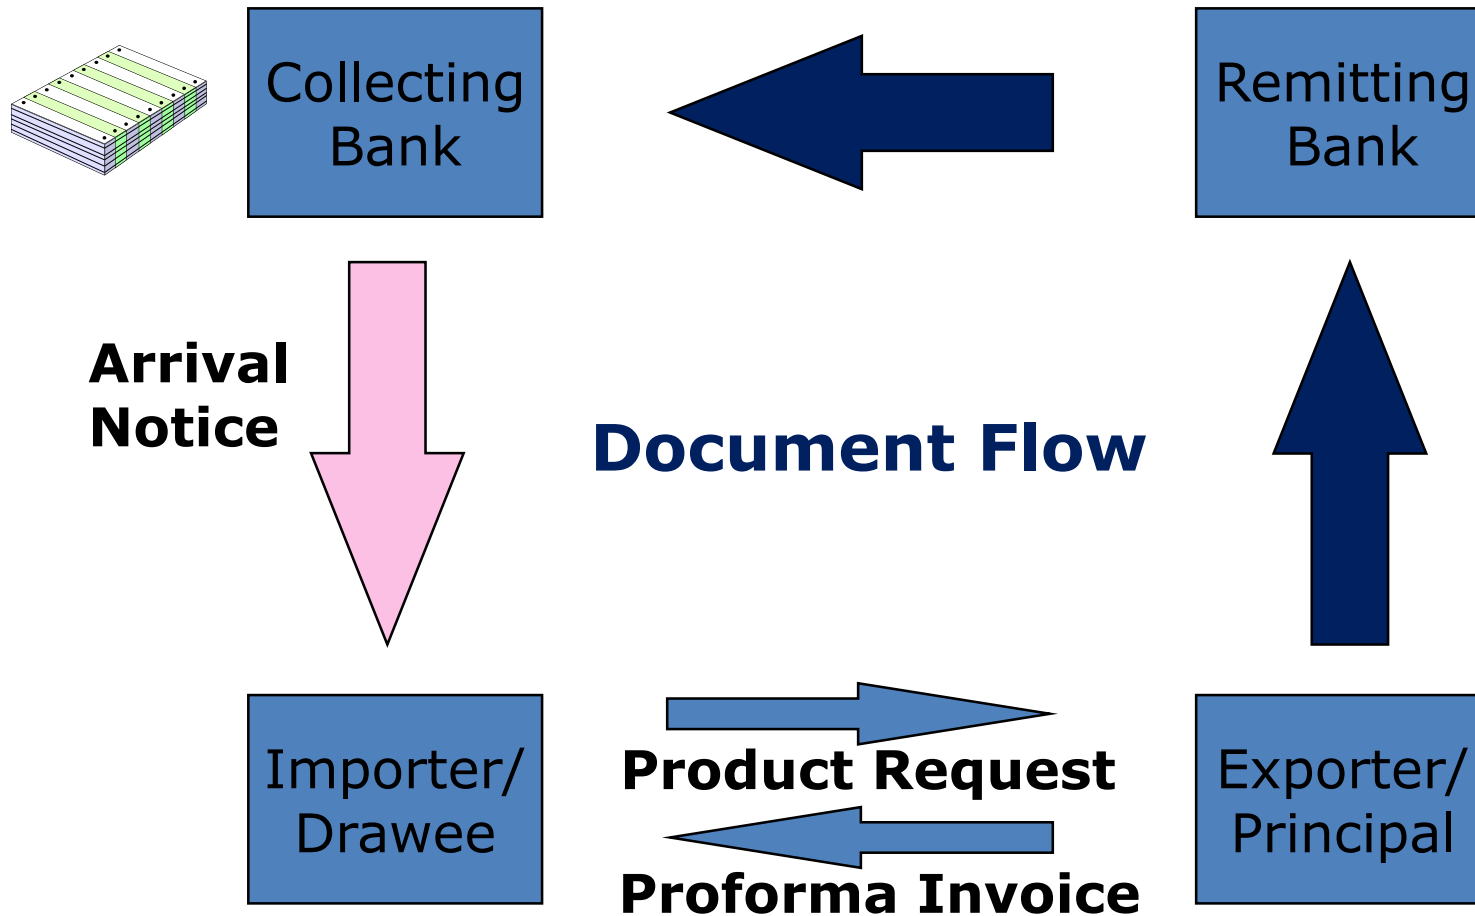 Collecting
Bank
Remitting
Bank
Arrival
Notice
Document Flow
Importer/
Drawee
Product Request
Proforma Invoice
Exporter/
Principal